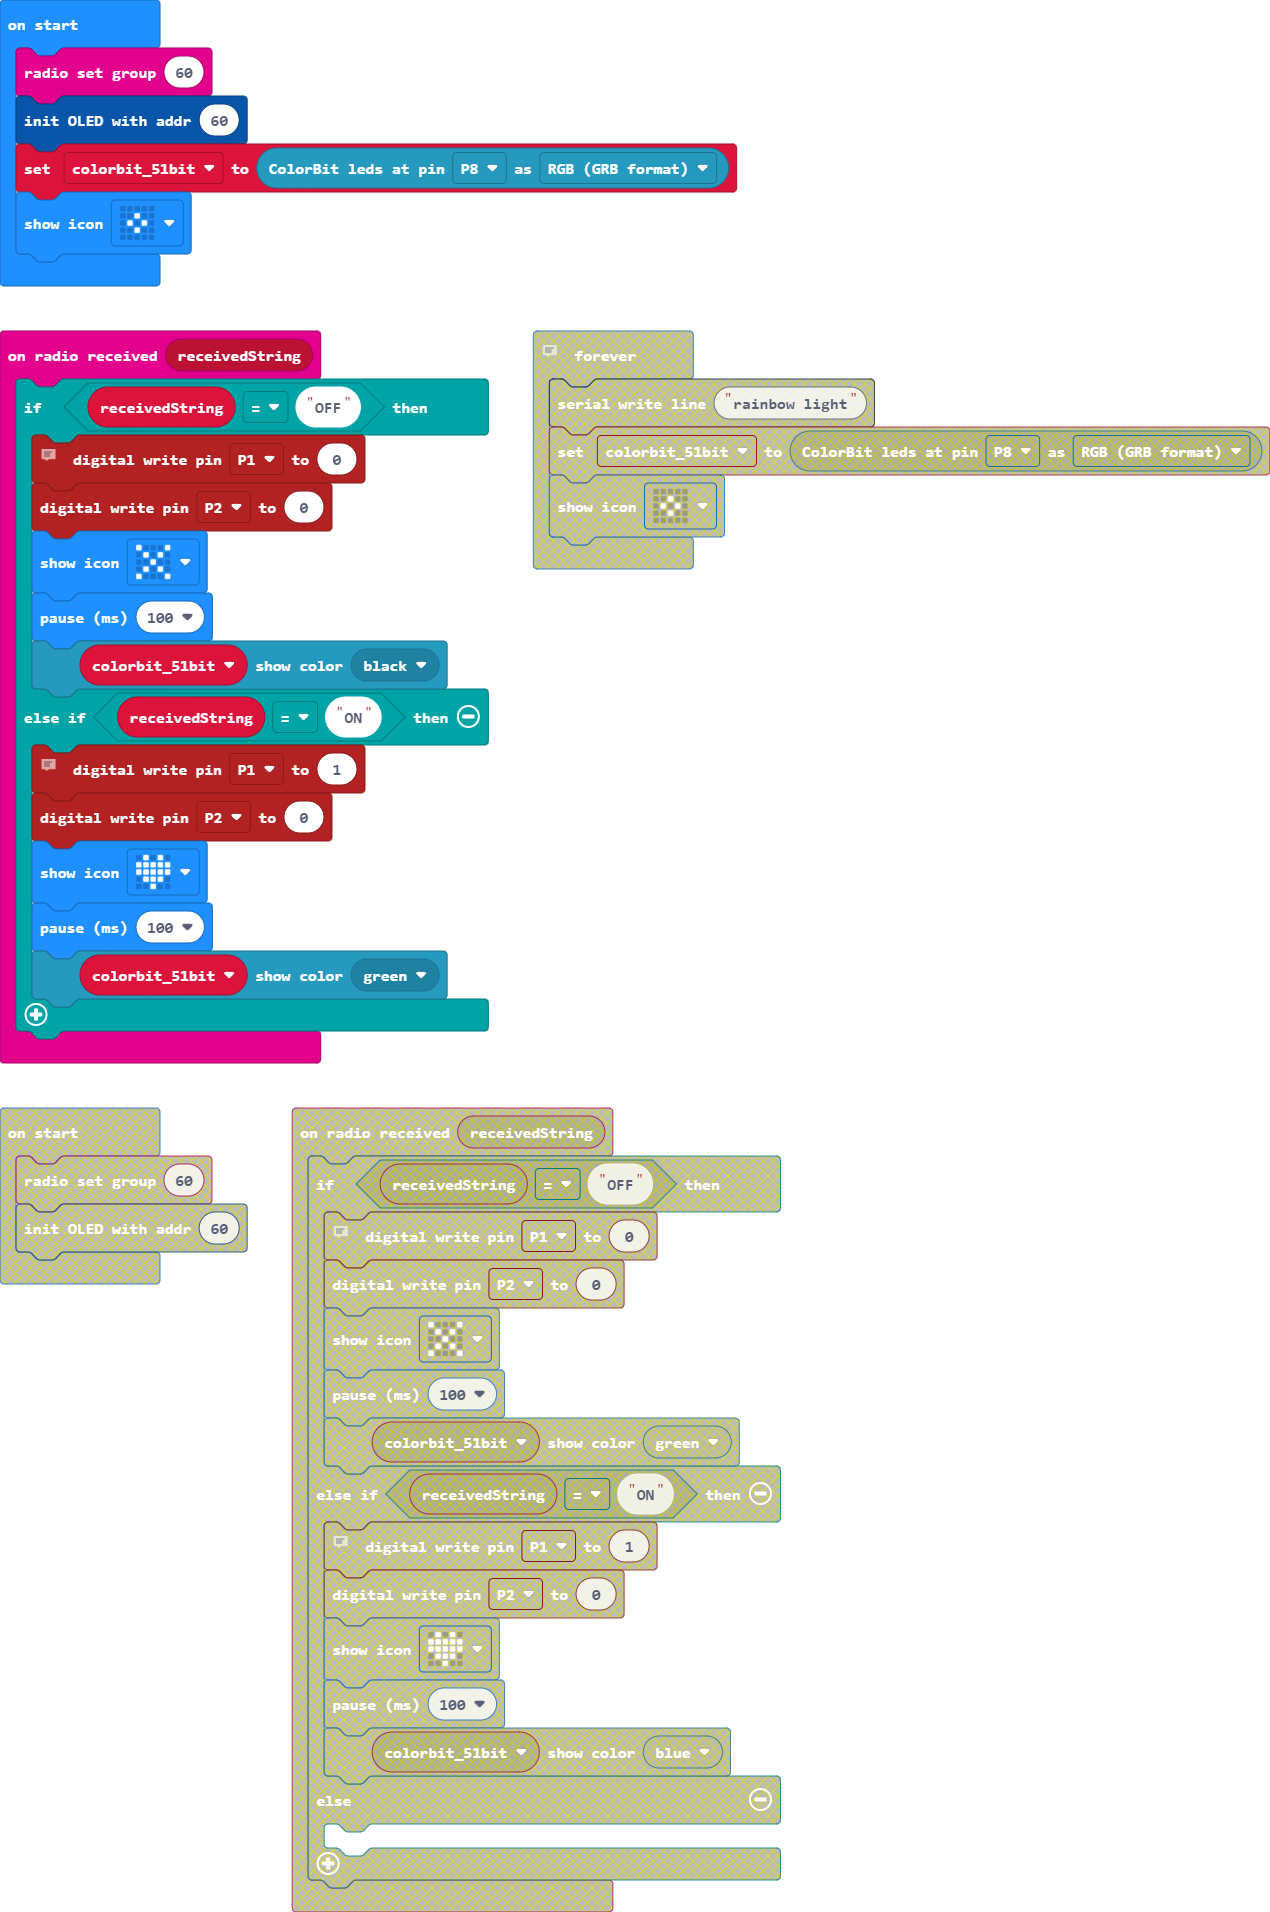 on start
radio set group 60
init OLED with addr 60
set colorbit_51bit to ColorBit leds at pin P8 as RGB (GRB format)
show icon
on radio received receivedString
if receivedString = "OFF" then
digital write pin P1 to 0
digital write pin P2 to 0
show icon
pause (ms) 100
colorbit_51bit show color black
else if receivedString = "ON" then
digital write pin P1 to 1
digital write pin P2 to 0
show icon
pause (ms) 100
colorbit_51bit show color green
forever
serial write line "rainbow light"
set colorbit_51bit to ColorBit leds at pin P8 as RGB (GRB format)
show icon
on start
radio set group 60
init OLED with addr 60
on radio received receivedString
if receivedString = "OFF" then
digital write pin P1 to 0
digital write pin P2 to 0
show icon
pause (ms) 100
colorbit_51bit show color green
else if receivedString = "ON" then
digital write pin P1 to 1
digital write pin P2 to 0
show icon
pause (ms) 100
colorbit_51bit show color blue
else